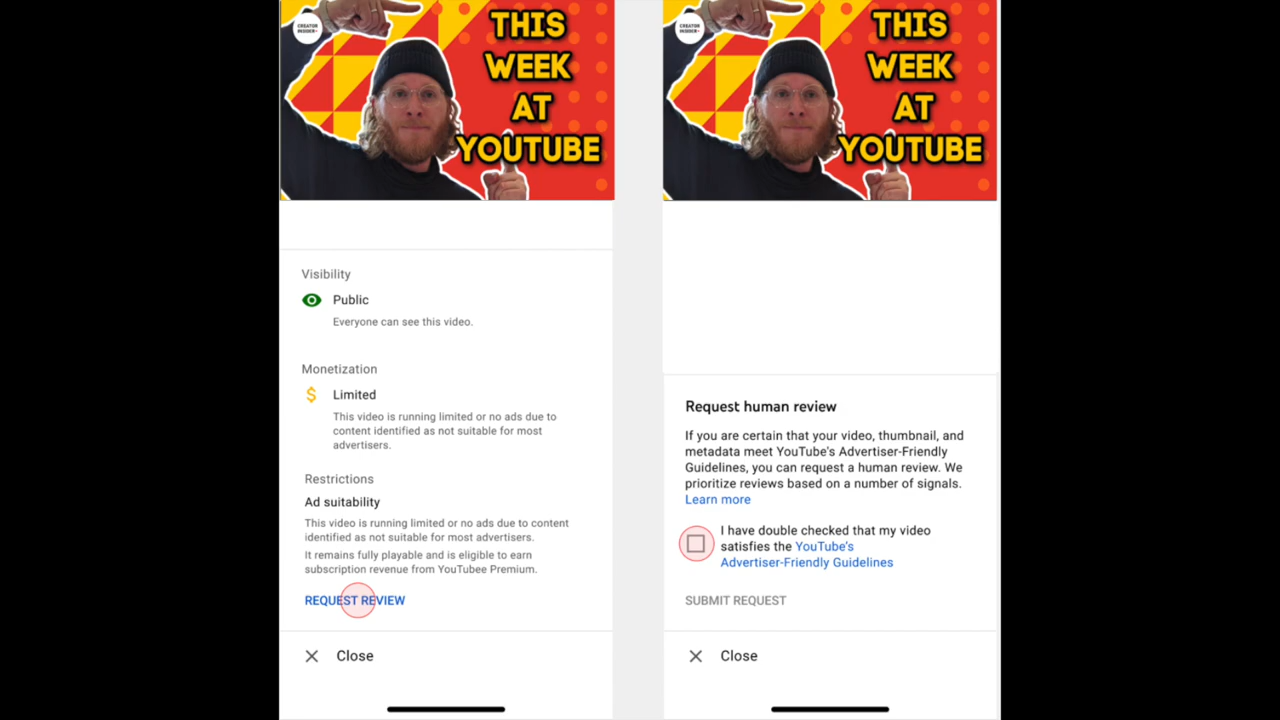 CREATOR
INSIDER
THIS
WEEK
AT
YOUTUBE
Visibility
Public
Everyone can see this video.
Monetization
Limited
This video is running limited or no ads due to
content identified as not suitable for most
advertisers.
Restrictions
Ad suitability
This video is running limited or no ads due to content
identified as not suitable for most advertisers.
It remains fully playable and is eligible to earn
subscription revenue from YouTubee Premium.
REQUEST REVIEW
Close
CREATOR
INSIDER
THIS
WEEK
AT
YOUTUBE
Request human review
If you are certain that your video, thumbnail, and
metadata meet YouTube's Advertiser-Friendly
Guidelines, you can request a human review. We
prioritize reviews based on a number of signals.
Learn more
I have double checked that my video
satisfies the YouTube's
Advertiser-Friendly Guidelines
SUBMIT REQUEST
Close